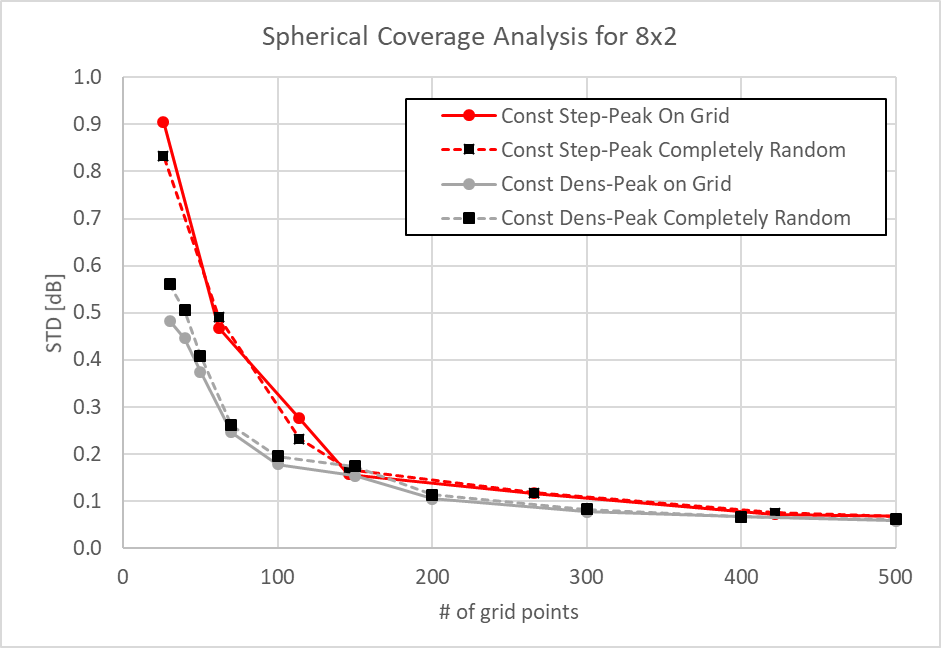 Spherical Coverage Analysis for 8x2
1.0
0.9
0.8
0.7
0.6
0.5
0.4
0.3
0.2
0.1
0.0
STD [dB]
Const Step-Peak On Grid
Const Step-Peak Completely Random
Const Dens-Peak on Grid
Const Dens-Peak Completely Random
0 100 200 300 400 500
# of grid points